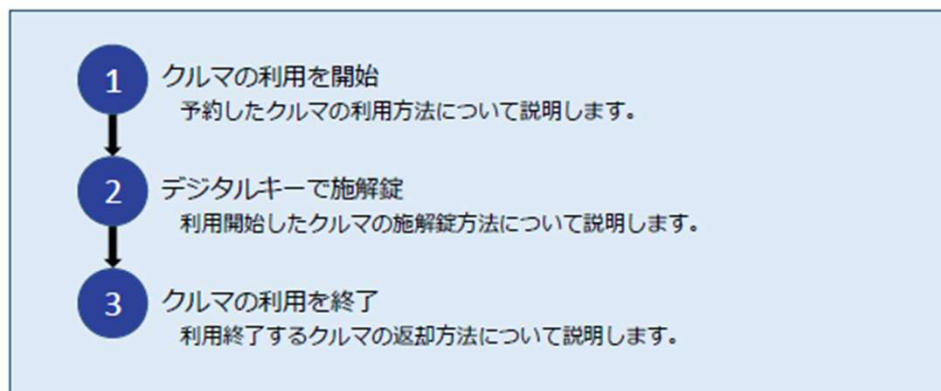 1 クルマの利用を開始
予約したクルマの利用方法について説明します。
2 デジタルキーで施解錠
利用開始したクルマの施解錠方法について説明します。
3 クルマの利用を終了
利用終了するクルマの返却方法について説明します。